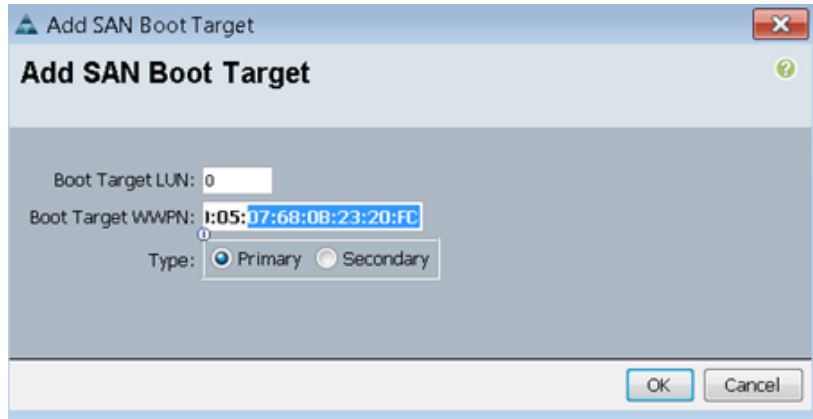 Add SAN Boot Target
Add SAN Boot Target
?
Boot Target LUN: 0
Boot Target WWPN: :05:07:68:0B:23:20:FC
Type: Primary Secondary
OK Cancel